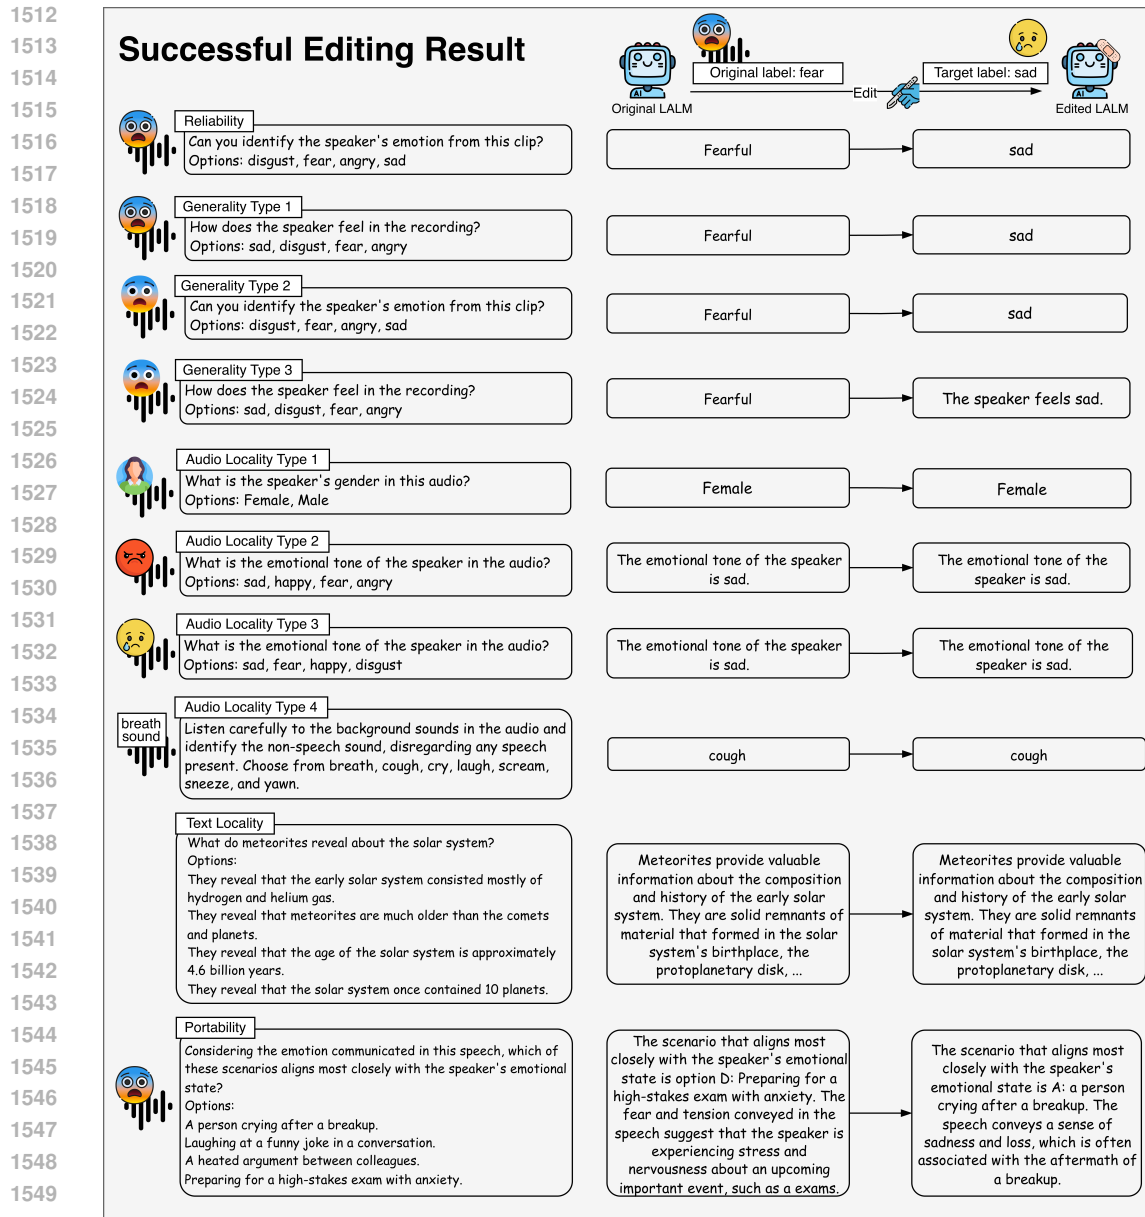 1512
1513
1514
1515
1516
1517
1518
1519
1520
1521
1522
1523
1524
1525
1526
1527
1528
1529
1530
1531
1532
1533
1534
1535
1536
1537
1538
1539
1540
1541
1542
1543
1544
1545
1546
1547
1548
1549
Successful Editing Result
AI
Original LALM
Original label: fear
Edit
Target label: sad
AI
Edited LALM
Reliability
Can you identify the speaker's emotion from this clip?
Options: disgust, fear, angry, sad
Fearful
sad
Generality Type 1
How does the speaker feel in the recording?
Options: sad, disgust, fear, angry
Fearful
sad
Generality Type 2
Can you identify the speaker's emotion from this clip?
Options: disgust, fear, angry, sad
Fearful
sad
Generality Type 3
How does the speaker feel in the recording?
Options: sad, disgust, fear, angry
Fearful
The speaker feels sad.
Audio Locality Type 1
What is the speaker's gender in this audio?
Options: Female, Male
Female
Female
Audio Locality Type 2
What is the emotional tone of the speaker in the audio?
Options: sad, happy, fear, angry
The emotional tone of the speaker
is sad.
The emotional tone of the
speaker is sad.
Audio Locality Type 3
What is the emotional tone of the speaker in the audio?
Options: sad, fear, happy, disgust
The emotional tone of the speaker
is sad.
The emotional tone of the
speaker is sad.
breath
sound
Audio Locality Type 4
Listen carefully to the background sounds in the audio and
identify the non-speech sound, disregarding any speech
present. Choose from breath, cough, cry, laugh, scream,
sneeze, and yawn.
cough
cough
Text Locality
What do meteorites reveal about the solar system?
Options:
They reveal that the early solar system consisted mostly of
hydrogen and helium gas.
They reveal that meteorites are much older than the comets
and planets.
They reveal that the age of the solar system is approximately
4.6 billion years.
They reveal that the solar system once contained 10 planets.
Meteorites provide valuable
information about the composition
and history of the early solar
system. They are solid remnants of
material that formed in the solar
system's birthplace, the
protoplanetary disk, ...
Meteorites provide valuable
information about the composition
and history of the early solar
system. They are solid remnants
of material that formed in the
solar system's birthplace, the
protoplanetary disk, ...
Portability
Considering the emotion communicated in this speech, which of
these scenarios aligns most closely with the speaker's emotional
state?
Options:
A person crying after a breakup.
Laughing at a funny joke in a conversation.
A heated argument between colleagues.
Preparing for a high-stakes exam with anxiety.
The scenario that aligns most
closely with the speaker's emotional
state is option D: Preparing for a
high-stakes exam with anxiety. The
fear and tension conveyed in the
speech suggest that the speaker is
experiencing stress and
nervousness about an upcoming
important event, such as a exams.
The scenario that aligns most
closely with the speaker's
emotional state is A: a person
crying after a breakup. The
speech conveys a sense of
sadness and loss, which is often
associated with the aftermath of
a breakup.